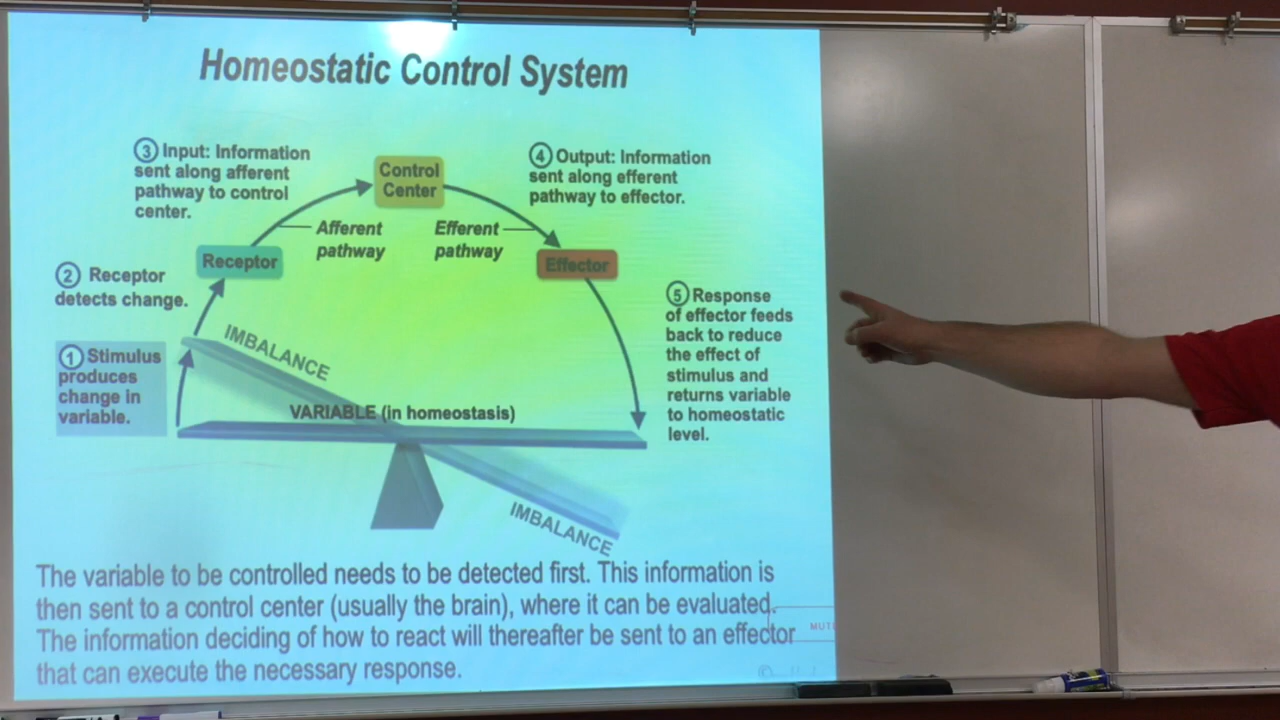 Homeostatic Control System
3 Input: Information
sent along afferent
pathway to control
center.
Control
Center
4 Output: Information
sent along efferent
pathway to effector.
Afferent
pathway
Efferent
pathway
Receptor
Effector
2 Receptor
detects change.
5 Response
of effector feeds
back to reduce
the effect of
stimulus and
returns variable
to homeostatic
level.
1 Stimulus
produces
change in
variable.
IMBALANCE
VARIABLE (in homeostasis)
IMBALANCE
The variable to be controlled needs to be detected first. This information is
then sent to a control center (usually the brain), where it can be evaluated.
The information deciding of how to react will thereafter be sent to an effector
that can execute the necessary response.